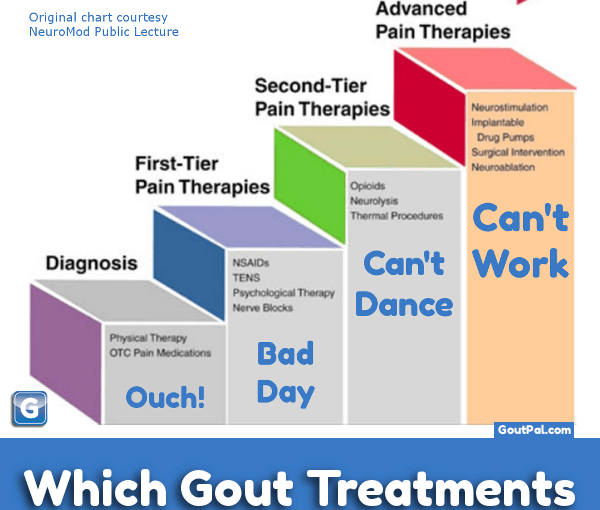 Original chart courtesy
NeuroMod Public Lecture
Advanced
Pain Therapies
Second-Tier
Pain Therapies
First-Tier
Pain Therapies
Diagnosis
Neurostimulation
Implantable
Drug Pumps
Surgical Intervention
Neuroablation
Can't
Work
Opioids
Neurolysis
Thermal Procedures
Can't
Dance
NSAIDs
TENS
Psychological Therapy
Nerve Blocks
Bad
Day
Physical Therapy
OTC Pain Medications
Ouch!
G
GoutPal.com
Which Gout Treatments